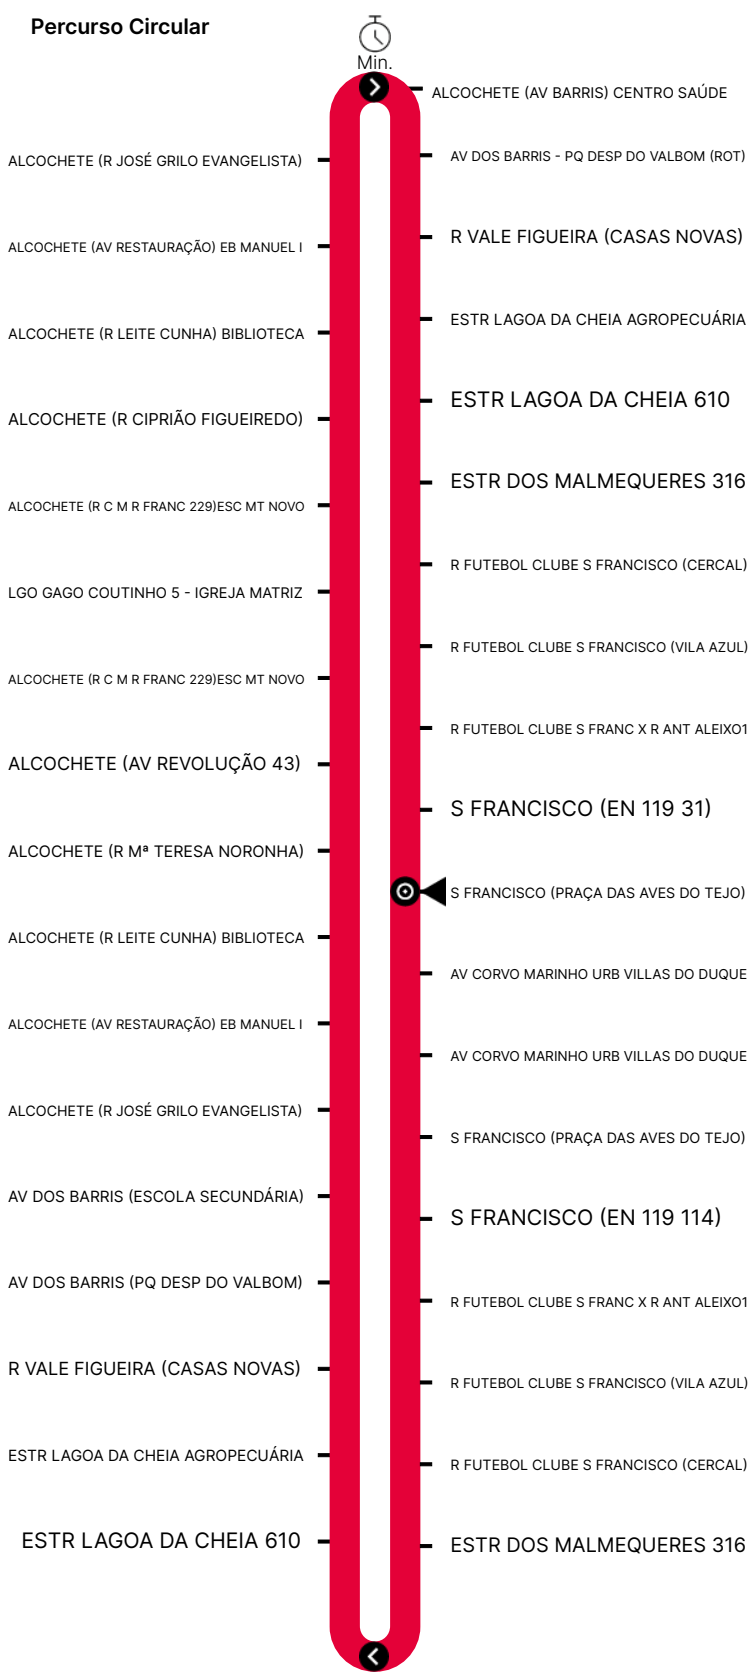 Percurso Circular
Min.
ALCOCHETE (AV BARRIS) CENTRO SAÚDE
AV DOS BARRIS - PQ DESP DO VALBOM (ROT)
R VALE FIGUEIRA (CASAS NOVAS)
ESTR LAGOA DA CHEIA AGROPECUÁRIA
ESTR LAGOA DA CHEIA 610
ESTR DOS MALMEQUERES 316
R FUTEBOL CLUBE S FRANCISCO (CERCAL)
R FUTEBOL CLUBE S FRANCISCO (VILA AZUL)
R FUTEBOL CLUBE S FRANC X R ANT ALEIXO1
S FRANCISCO (EN 119 31)
S FRANCISCO (PRAÇA DAS AVES DO TEJO)
AV CORVO MARINHO URB VILLAS DO DUQUE
AV CORVO MARINHO URB VILLAS DO DUQUE
S FRANCISCO (PRAÇA DAS AVES DO TEJO)
S FRANCISCO (EN 119 114)
R FUTEBOL CLUBE S FRANC X R ANT ALEIXO1
R FUTEBOL CLUBE S FRANCISCO (VILA AZUL)
R FUTEBOL CLUBE S FRANCISCO (CERCAL)
ESTR DOS MALMEQUERES 316
ALCOCHETE (R JOSÉ GRILO EVANGELISTA)
ALCOCHETE (AV RESTAURAÇÃO) EB MANUEL I
ALCOCHETE (R LEITE CUNHA) BIBLIOTECA
ALCOCHETE (R CIPRIÃO FIGUEIREDO)
ALCOCHETE (R C M R FRANC 229)ESC MT NOVO
LGO GAGO COUTINHO 5 - IGREJA MATRIZ
ALCOCHETE (R C M R FRANC 229)ESC MT NOVO
ALCOCHETE (AV REVOLUÇÃO 43)
ALCOCHETE (R Mª TERESA NORONHA)
ALCOCHETE (R LEITE CUNHA) BIBLIOTECA
ALCOCHETE (AV RESTAURAÇÃO) EB MANUEL I
ALCOCHETE (R JOSÉ GRILO EVANGELISTA)
AV DOS BARRIS (ESCOLA SECUNDÁRIA)
AV DOS BARRIS (PQ DESP DO VALBOM)
R VALE FIGUEIRA (CASAS NOVAS)
ESTR LAGOA DA CHEIA AGROPECUÁRIA
ESTR LAGOA DA CHEIA 610